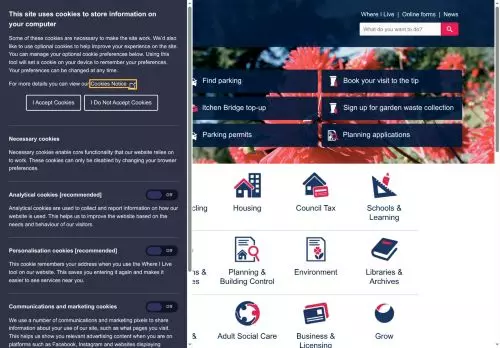 This site uses cookies to store information on
your computer
Some of these cookies are necessary to make the site work. We'd also
like to use optional cookies to help improve your experience on the site.
You can manage your optional cookie preferences below. Using this
tool will set a cookie on your device to remember your preferences.
Your preferences can be changed at any time.
For more details you can view our Cookies Notice
I Accept Cookies
I Do Not Accept Cookies
Necessary cookies
Necessary cookies enable core functionality that our website relies on
to work. These cookies can only be disabled by changing your browser
preferences.
Analytical cookies [recommended]
Off
Analytical cookies are used to collect and report information on how our
website is used. This helps us to improve the website based on the
needs and behaviour of our visitors.
Personalisation cookies [recommended]
Off
This cookie remembers your address when you use the Where I Live
tool on our website. This saves you entering it again and makes it
easier to see services near you.
Communications and marketing cookies
Off
We use a number of communications and marketing pixels to share
information about your use of our site, such as what pages you visit.
This helps us show you relevant advertising content when you are on
platforms such as Facebook, Instagram and websites displaying
Where I Live | Online forms | News
What do you want to do?
Find parking
Book your visit to the tip
Itchen Bridge top-up
Sign up for garden waste collection
Parking permits
Planning applications
cling
Housing
Council Tax
Schools &
Learning
ns &
s
Planning &
Building Control
Environment
Libraries &
Archives
&
Adult Social Care
Business &
Licensing
Grow